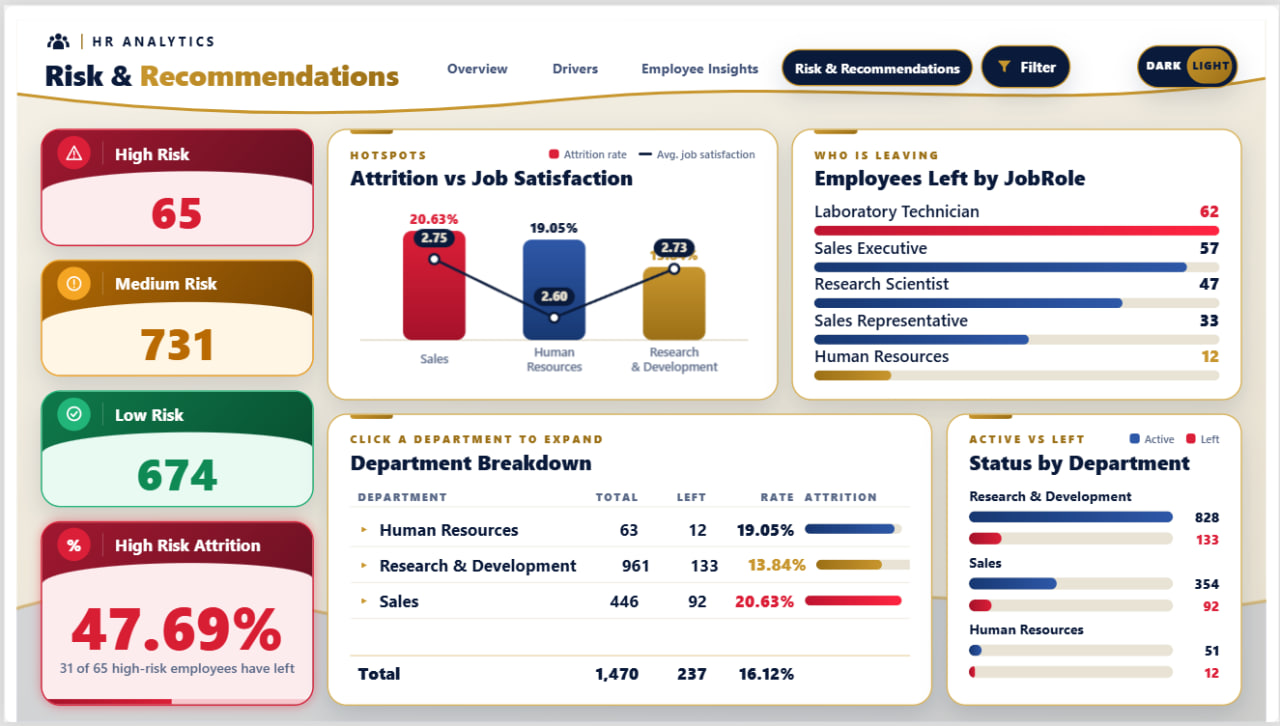 HR ANALYTICS
Risk & Recommendations
Overview
Drivers
Employee Insights
Risk & Recommendations
Filter
DARK LIGHT
High Risk
65
Medium Risk
731
Low Risk
674
% High Risk Attrition
47.69%
31 of 65 high-risk employees have left
HOTSPOTS
Attrition rate
Avg. job satisfaction
Attrition vs Job Satisfaction
20.63%
2.75
19.05%
2.60
2.73
Sales
Human
Resources
Research
& Development
WHO IS LEAVING
Employees Left by JobRole
Laboratory Technician 62
Sales Executive 57
Research Scientist 47
Sales Representative 33
Human Resources 12
CLICK A DEPARTMENT TO EXPAND
Department Breakdown
DEPARTMENT TOTAL LEFT RATE ATTRITION
Human Resources 63 12 19.05%
Research & Development 961 133 13.84%
Sales 446 92 20.63%
Total 1,470 237 16.12%
ACTIVE VS LEFT
Active
Left
Status by Department
Research & Development
828
133
Sales
354
92
Human Resources
51
12